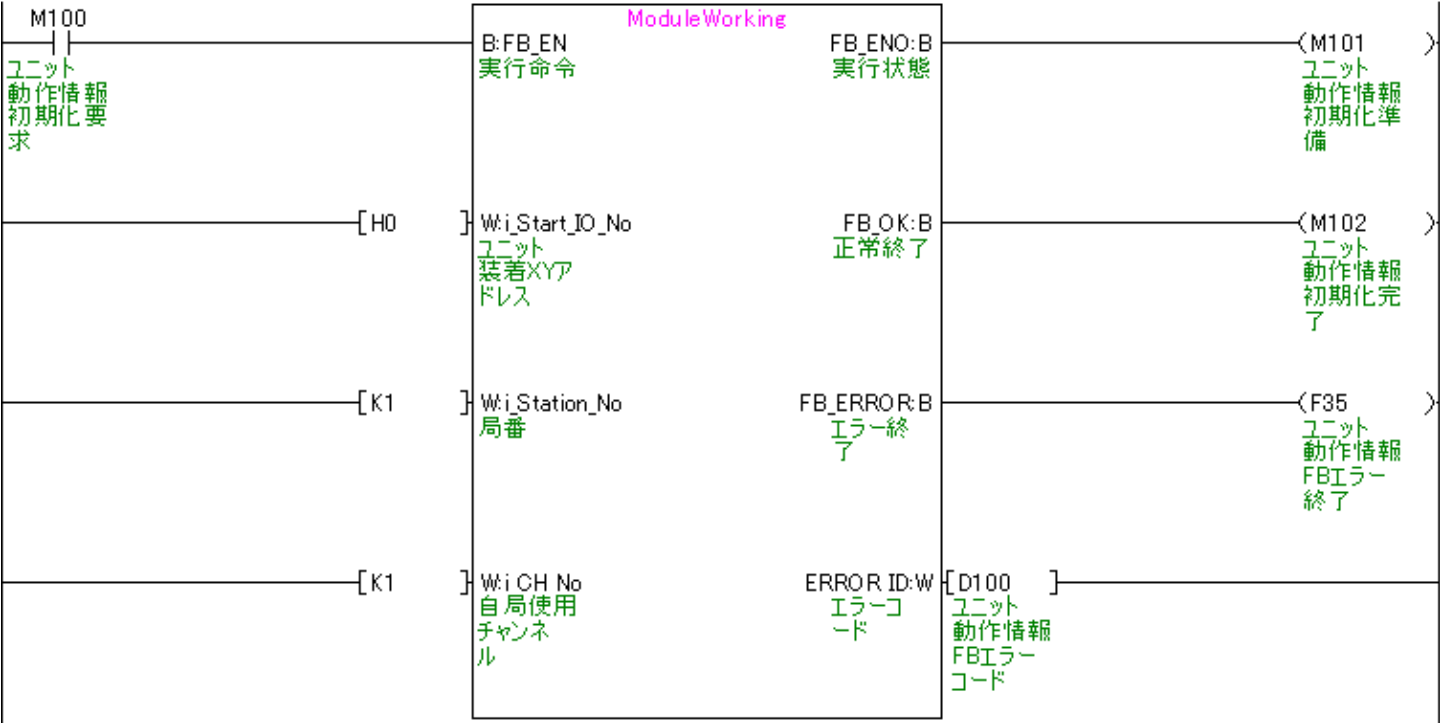 M100
ユニット
動作情報
初期化要
求
ModuleWorking
B:FB_EN
実行命令
FB_ENO:B
実行状態
M101
ユニット
動作情報
初期化準
備
H0
W:i_Start_IO_No
ユニット
装着XYア
ドレス
FB_OK:B
正常終了
M102
ユニット
動作情報
初期化完
了
K1
W:i_Station_No
局番
FB_ERROR:B
エラー終
了
F35
ユニット
動作情報
FBエラー
終了
K1
W:i CH No
自局使用
チャンネ
ル
ERROR ID:W
エラーコ
ード
D100
ユニット
動作情報
FBエラー
コード